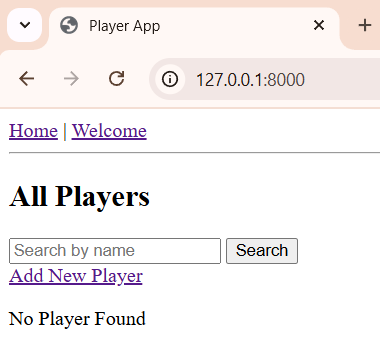 Player App
127.0.0.1:8000
Home | Welcome
All Players
Search by name Search
Add New Player
No Player Found